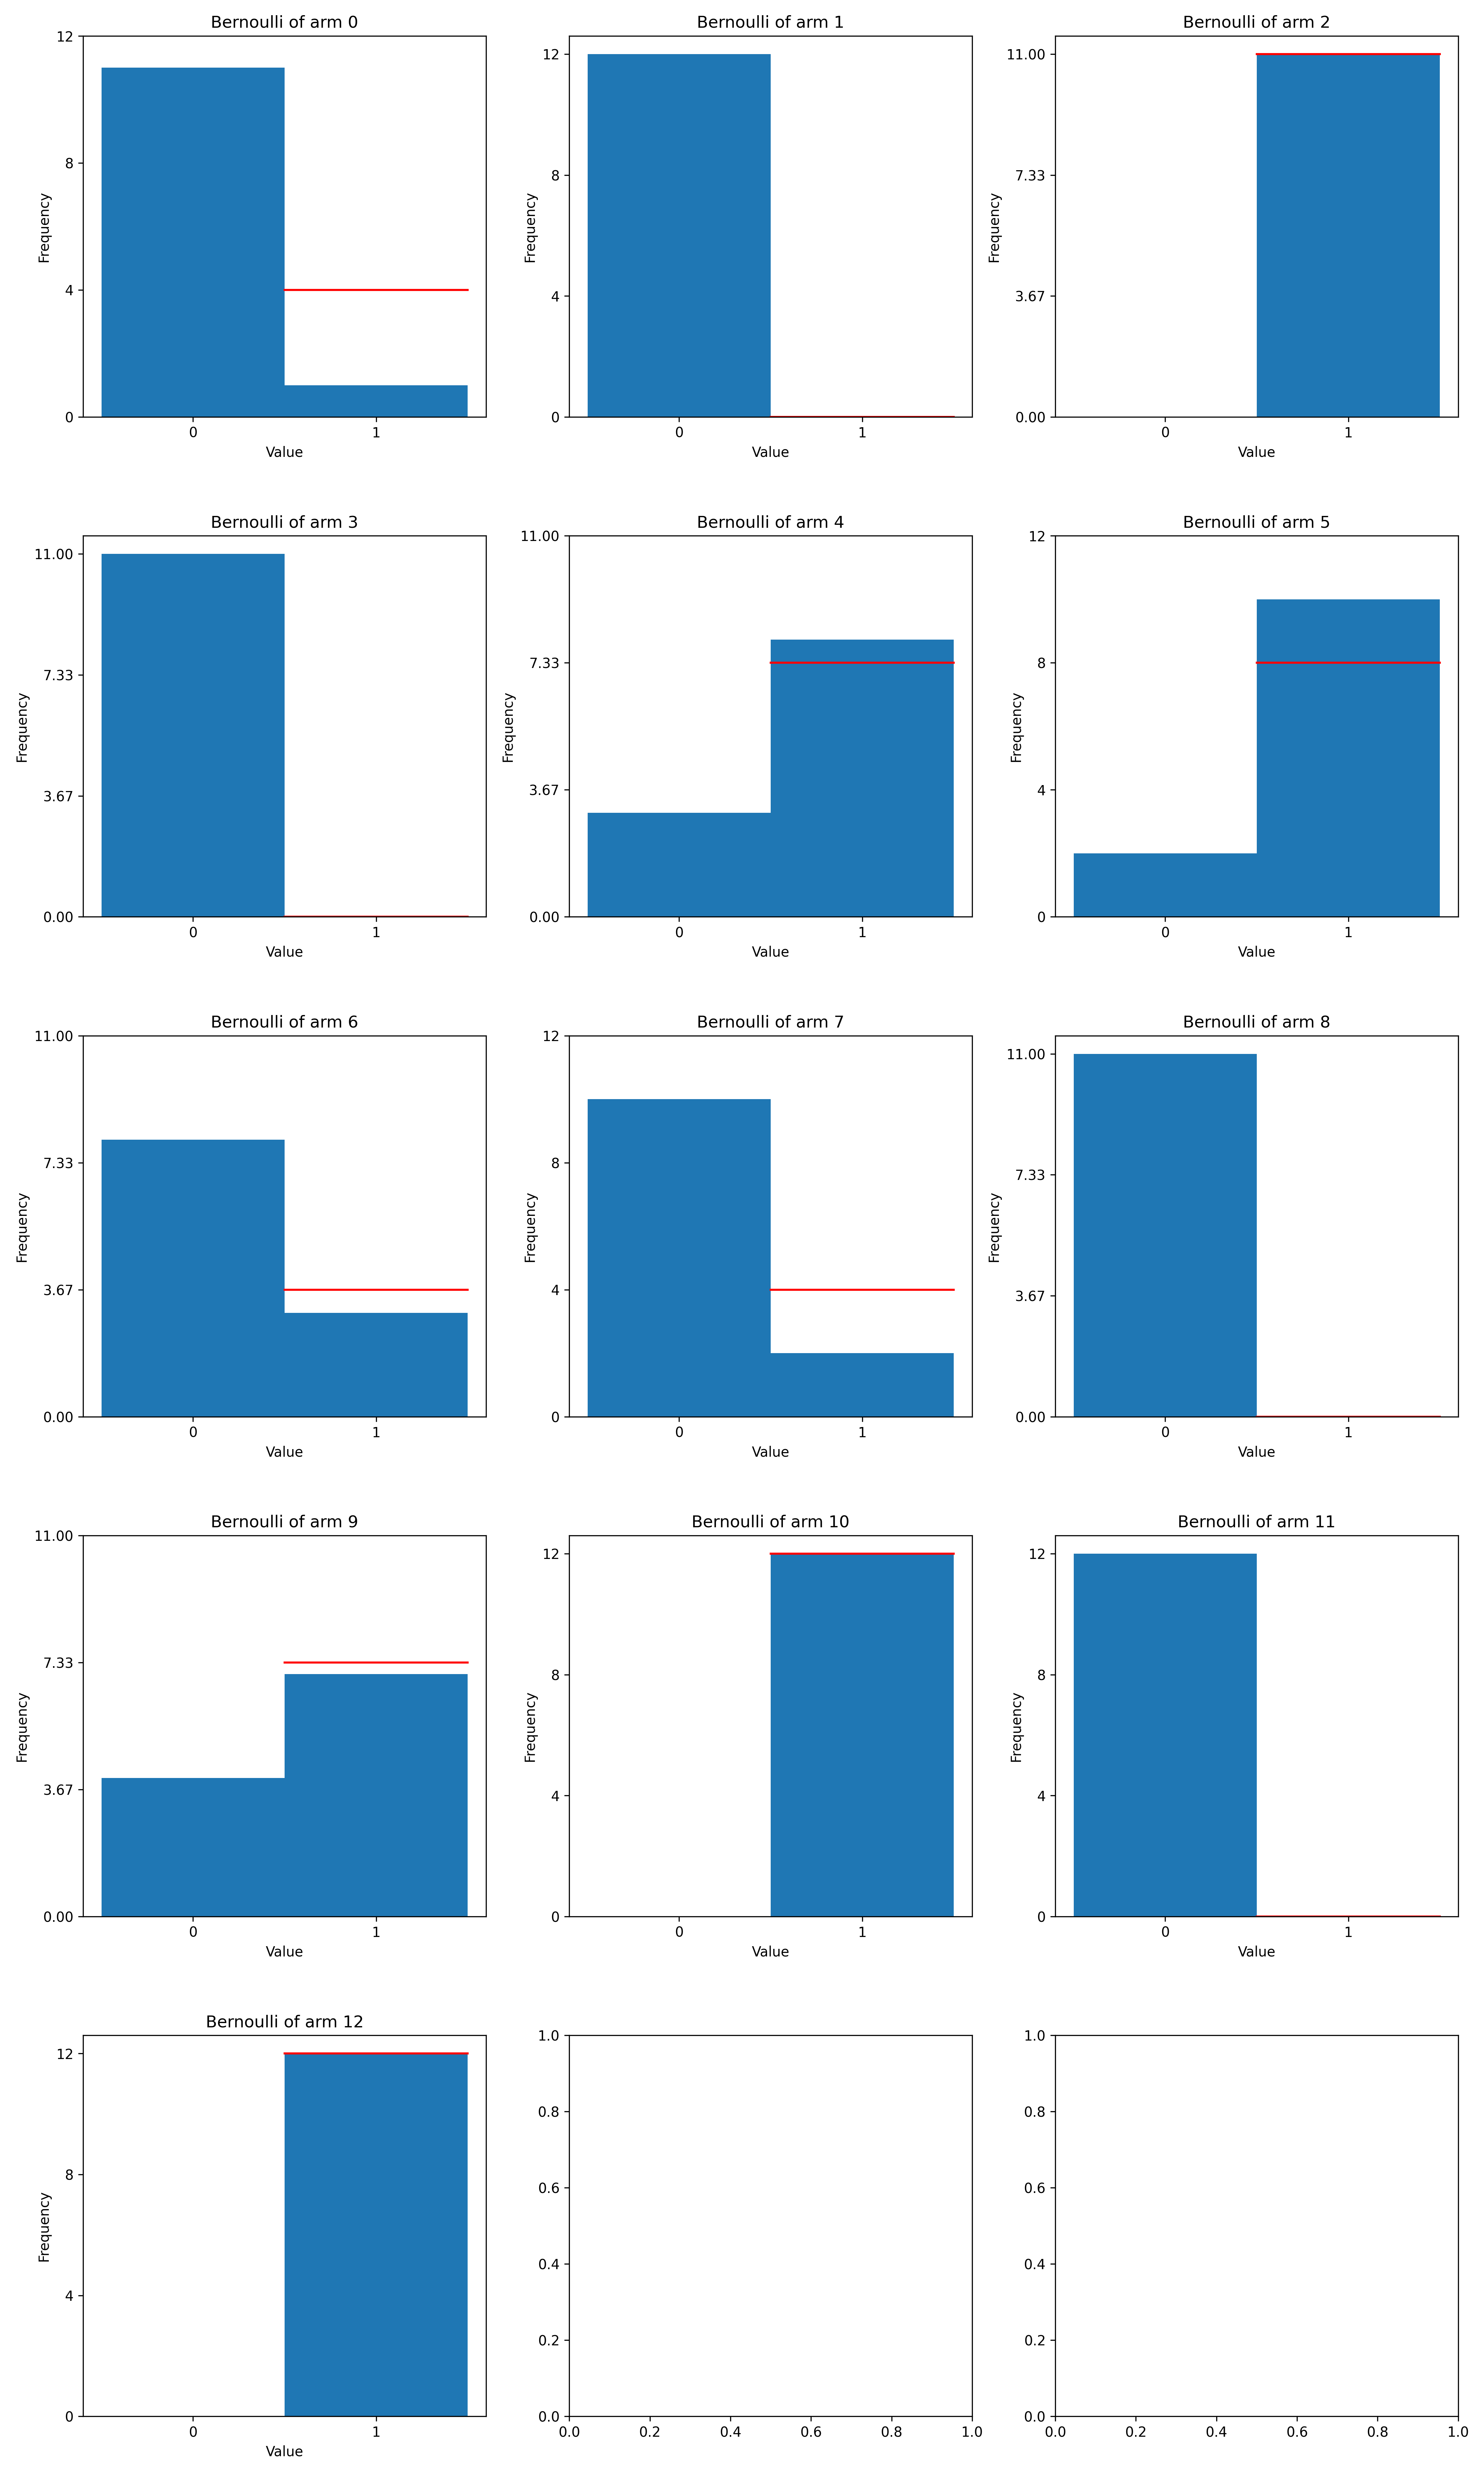 Bernoulli of arm 0
12
8
4
0
Frequency
0 1
Value
Bernoulli of arm 1
12
8
4
0
Frequency
0 1
Value
Bernoulli of arm 2
11.00
7.33
3.67
0.00
Frequency
0 1
Value
Bernoulli of arm 3
11.00
7.33
3.67
0.00
Frequency
0 1
Value
Bernoulli of arm 4
11.00
7.33
3.67
0.00
Frequency
0 1
Value
Bernoulli of arm 5
12
8
4
0
Frequency
0 1
Value
Bernoulli of arm 6
11.00
7.33
3.67
0.00
Frequency
0 1
Value
Bernoulli of arm 7
12
8
4
0
Frequency
0 1
Value
Bernoulli of arm 8
11.00
7.33
3.67
0.00
Frequency
0 1
Value
Bernoulli of arm 9
11.00
7.33
3.67
0.00
Frequency
0 1
Value
Bernoulli of arm 10
12
8
4
0
Frequency
0 1
Value
Bernoulli of arm 11
12
8
4
0
Frequency
0 1
Value
Bernoulli of arm 12
12
8
4
0
Frequency
0 1
Value
1.0
0.8
0.6
0.4
0.2
0.0
0.0 0.2 0.4 0.6 0.8 1.0
1.0
0.8
0.6
0.4
0.2
0.0
0.0 0.2 0.4 0.6 0.8 1.0